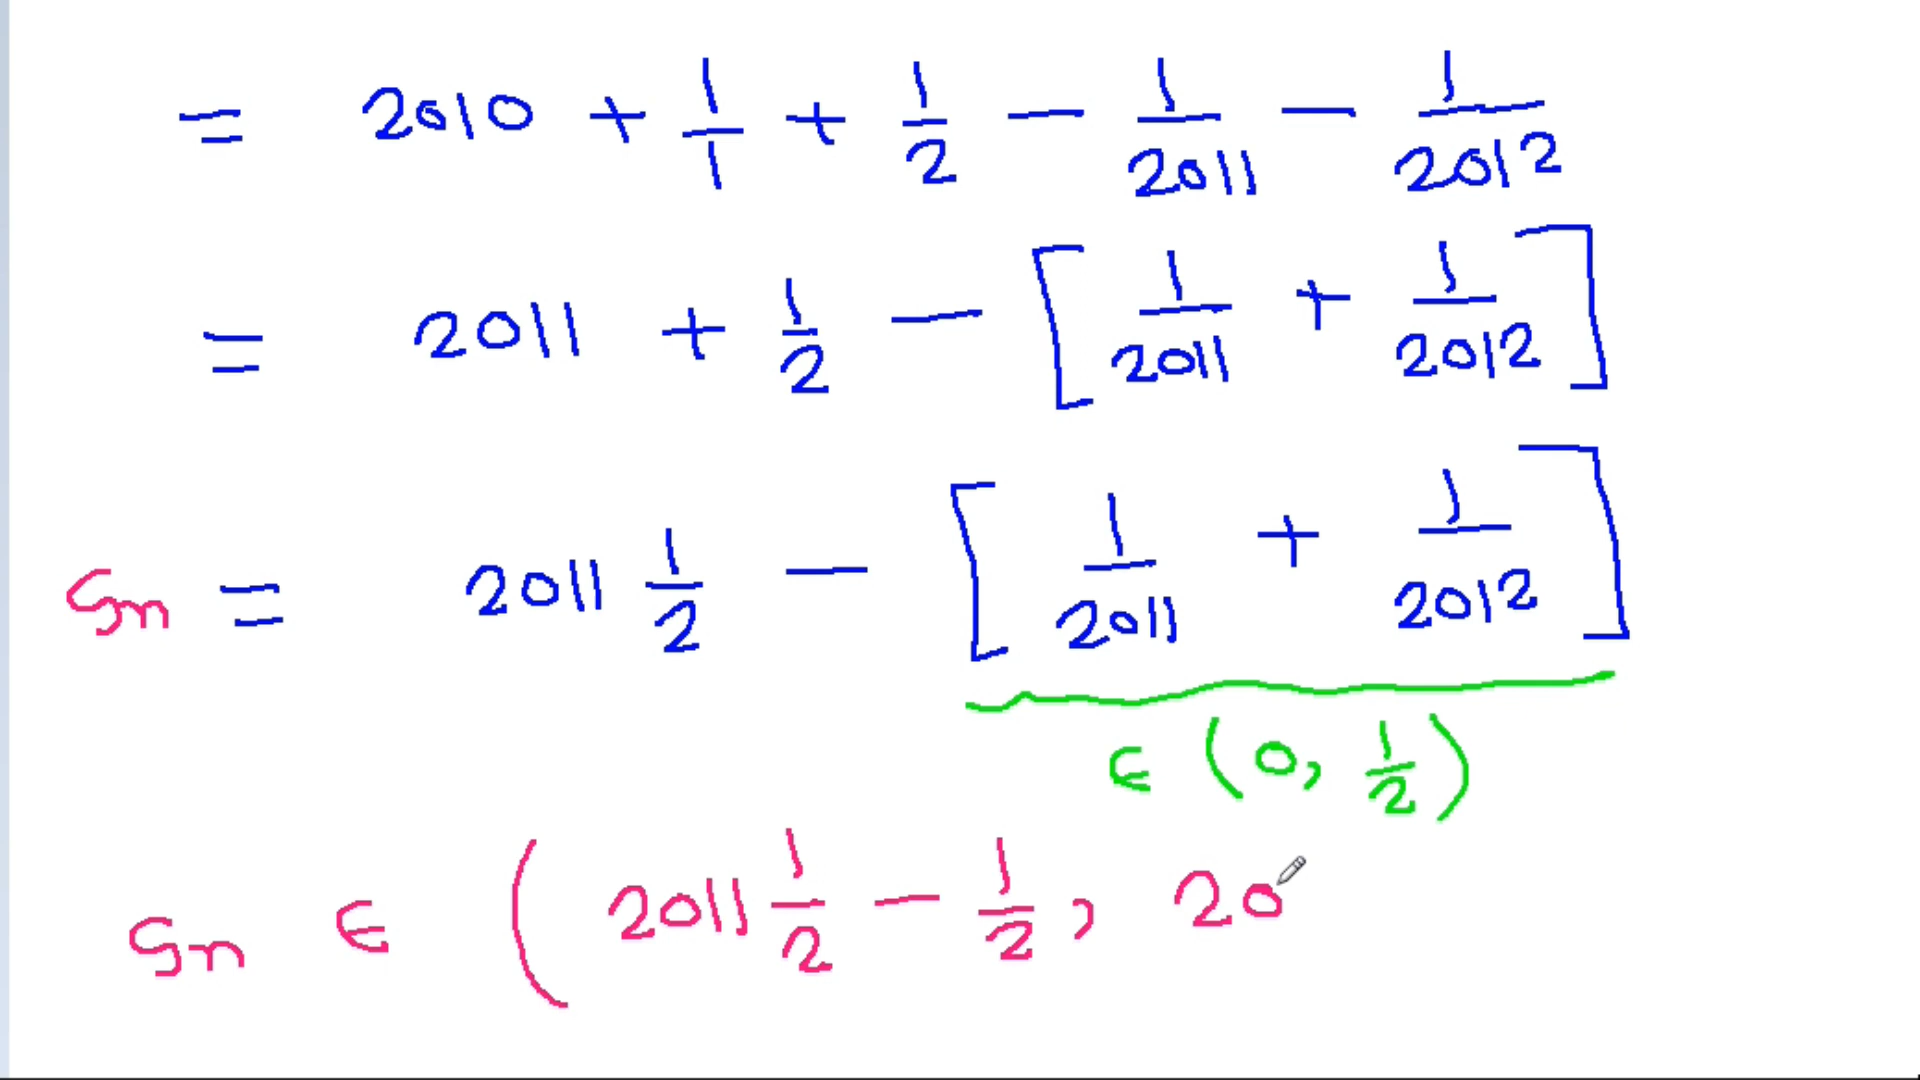 = 2010 + 1/1 + 1/2 - 1/2011 - 1/2012
= 2011 + 1/2 - [ 1/2011 + 1/2012 ]
Sn = 2011 1/2 - [ 1/2011 + 1/2012 ]
∈ (0, 1/2)
Sn ∈ ( 2011 1/2 - 1/2, 20